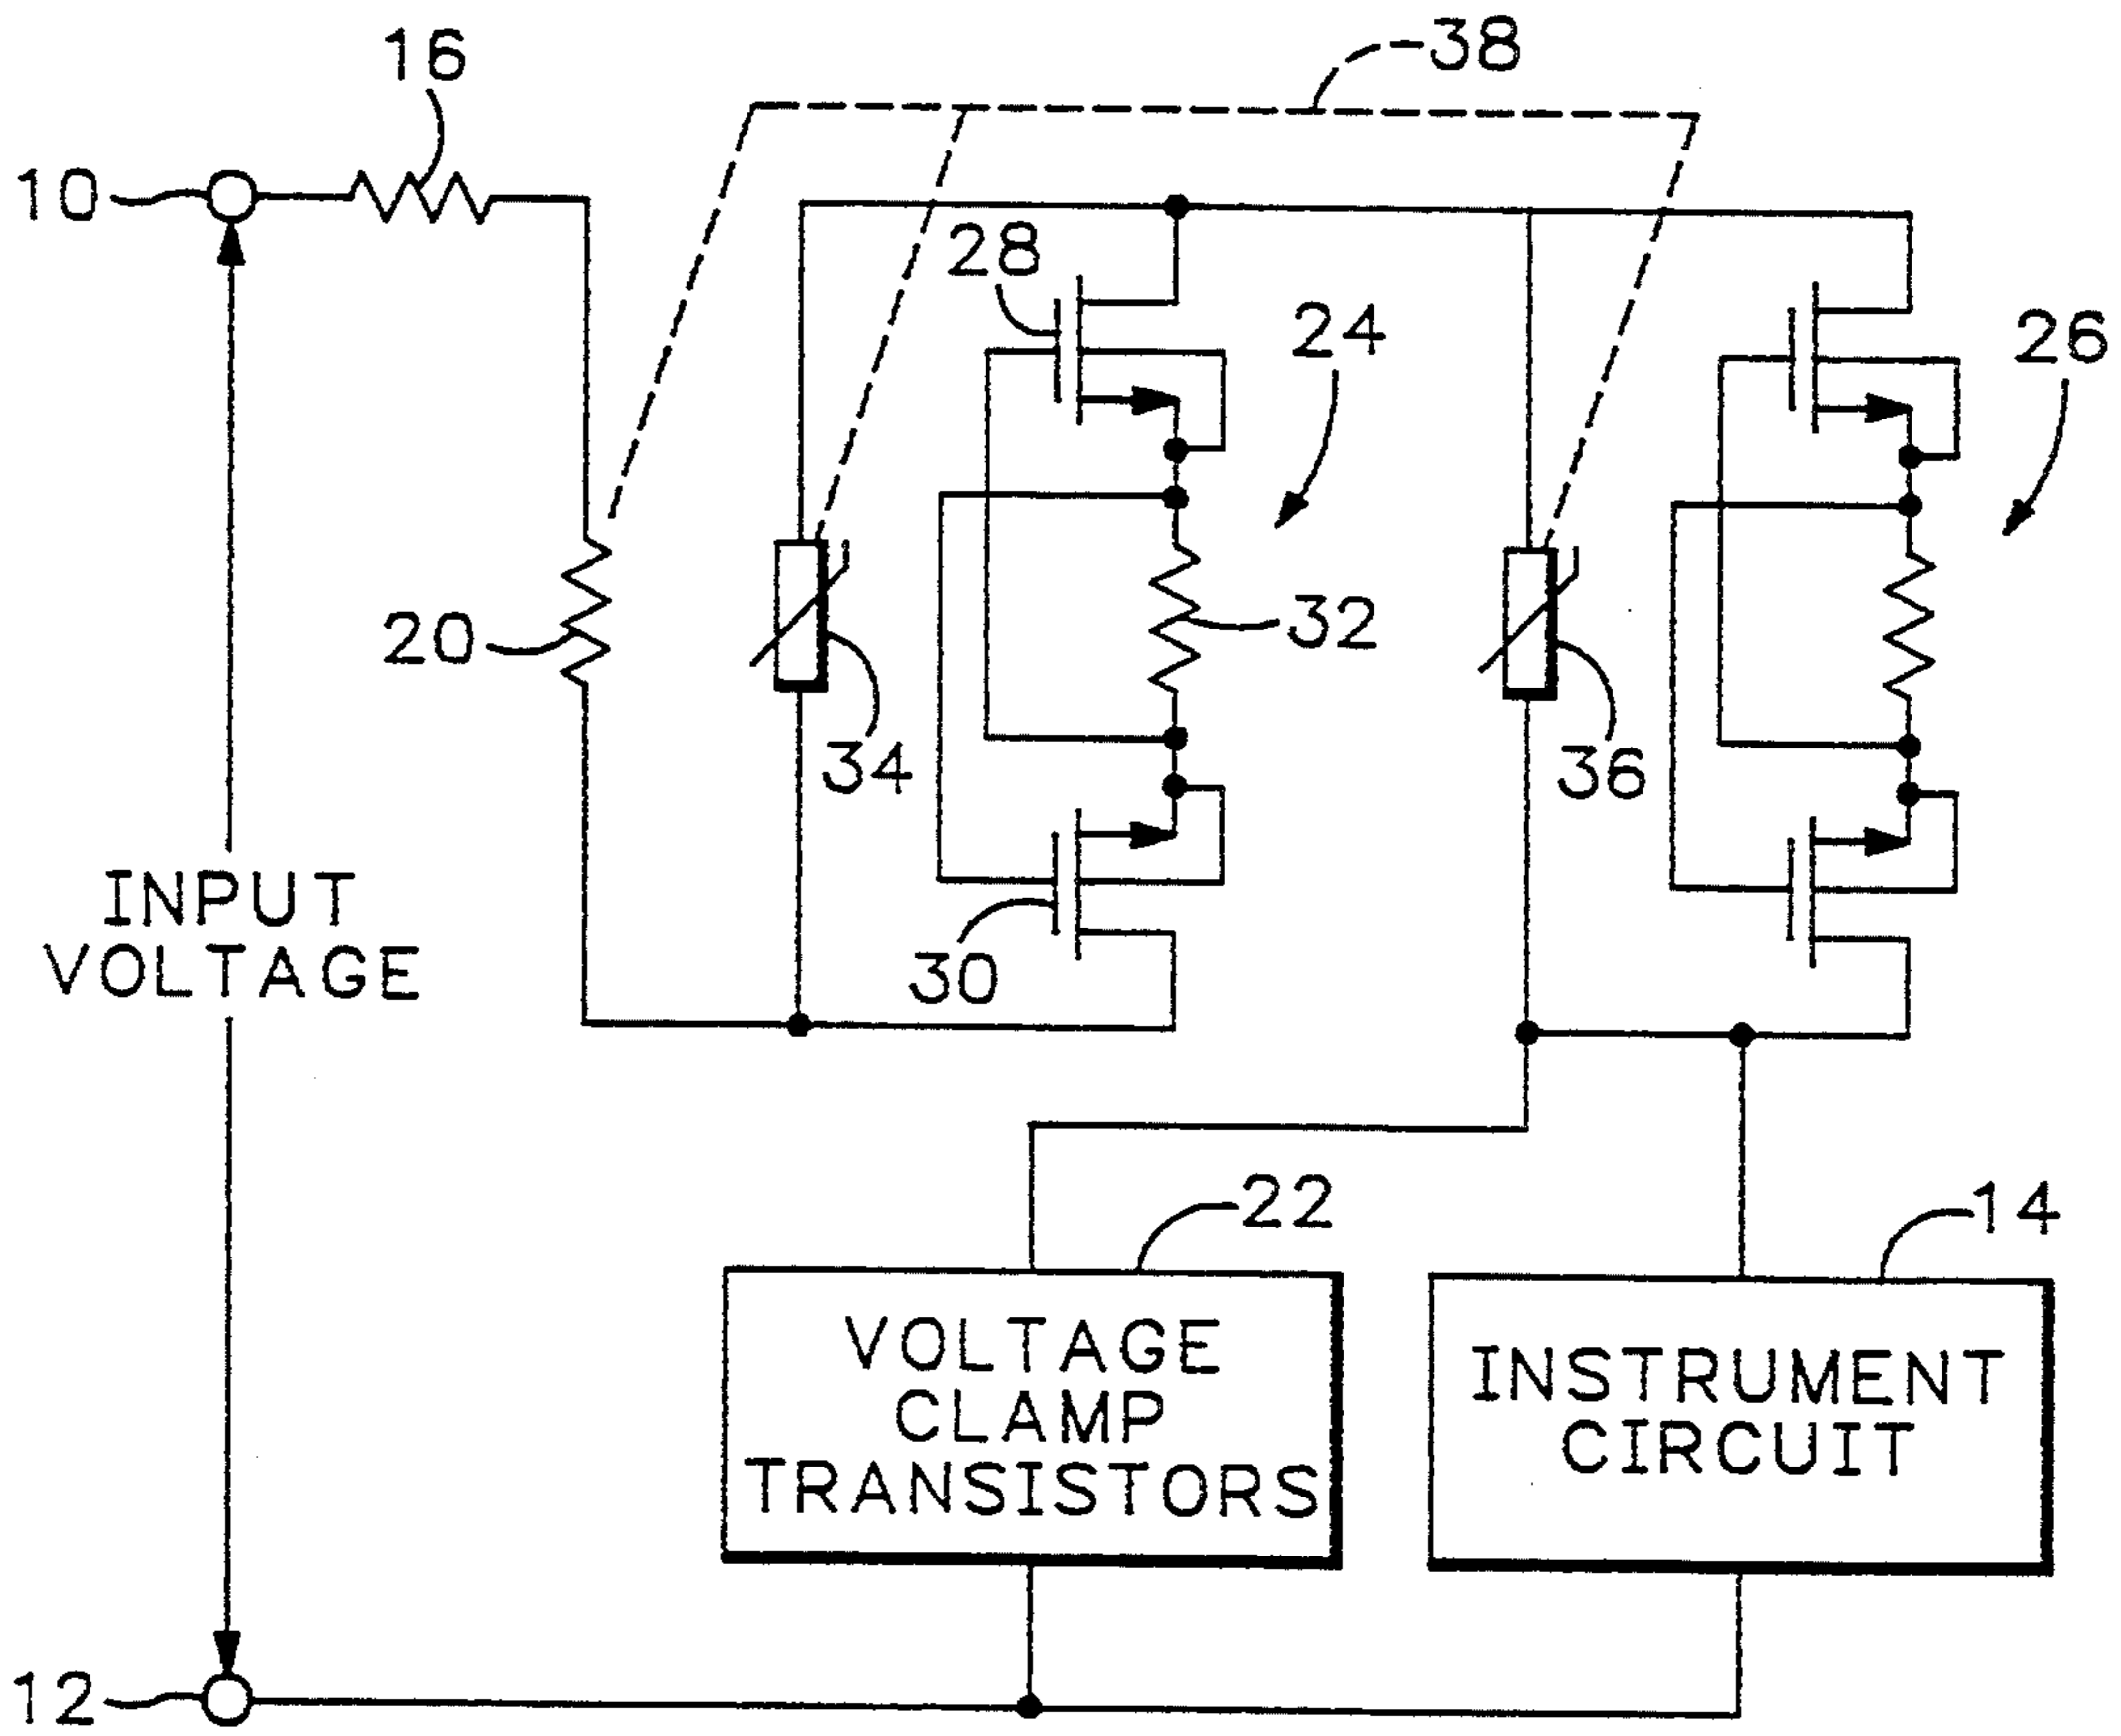 38
16
10
28
24
26
20
32
34
36
INPUT
VOLTAGE
30
22
14
VOLTAGE
CLAMP
TRANSISTORS
INSTRUMENT
CIRCUIT
12